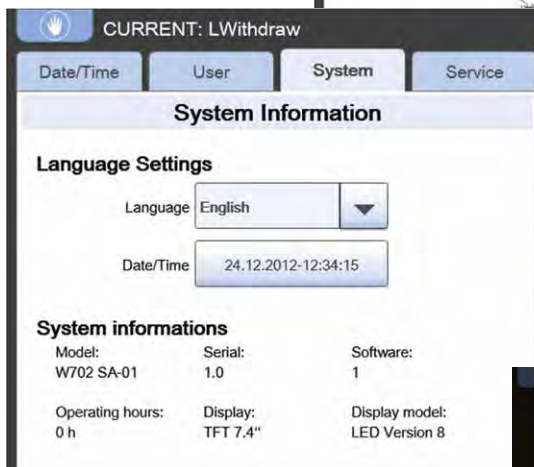 CURRENT: LWithdraw
Date/Time User System Service
System Information
Language Settings
Language English
Date/Time 24.12.2012-12:34:15
System informations
Model: Serial: Software:
W702 SA-01 1.0 1
Operating hours: Display: Display model:
0 h TFT 7.4" LED Version 8